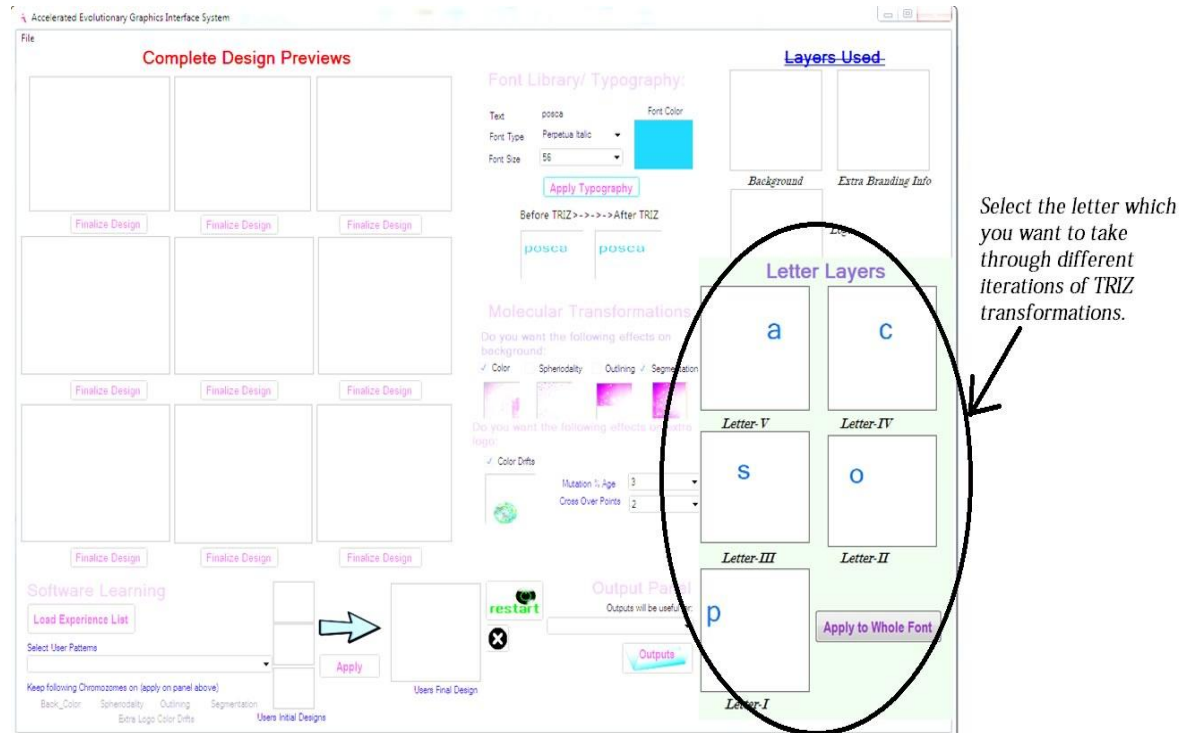 Accelerated Evolutionary Graphics Interface System
File
Complete Design Previews
Finalize Design Finalize Design Finalize Design
Finalize Design Finalize Design Finalize Design
Finalize Design Finalize Design Finalize Design
Font Library/ Typography:
Text posca Font Color
Font Type Perpetua Italic
Font Size 56
Apply Typography
Before TRIZ>->->->After TRIZ
posca posca
Molecular Transformations
Do you want the following effects on
background:
Color Spheriodality Outlining Segmentation
Do you want the following effects on extra
logo:
Color Drifts
Mutation % Age 3
Cross Over Points 2
Layers Used
Background Extra Branding Info
Letter Layers
a c
Letter-V Letter-IV
s o
Letter-III Letter-II
p
Apply to Whole Font
Letter-I
Select the letter which
you want to take
through different
iterations of TRIZ
transformations.
Software Learning
Load Experience List
Select User Patterns
Apply
Keep following Chromozomes on (apply on panel above)
Back_Color Spheriodality Outlining Segmentation
Extra Logo Color Drifts
Users Initial Designs
Users Final Design
restart
Output Panel
Outputs will be useful
Outputs